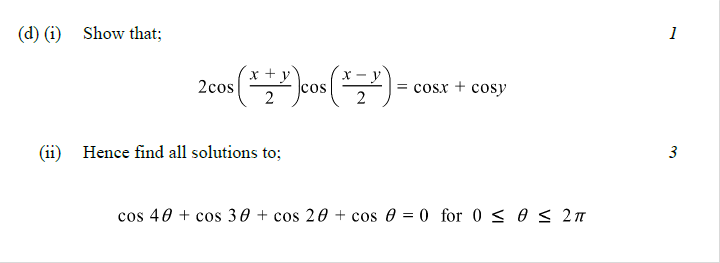 (d) (i) Show that; 1
2cos(x + y / 2)cos(x − y / 2) = cosx + cosy
(ii) Hence find all solutions to; 3
cos 4θ + cos 3θ + cos 2θ + cos θ = 0 for 0 ≤ θ ≤ 2π